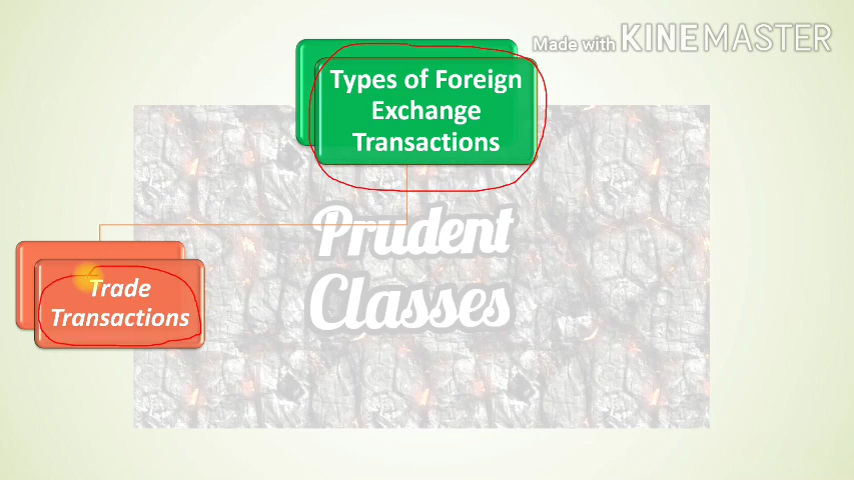 Made with KINEMASTER
Types of Foreign
Exchange
Transactions
Prudent
Classes
Trade
Transactions